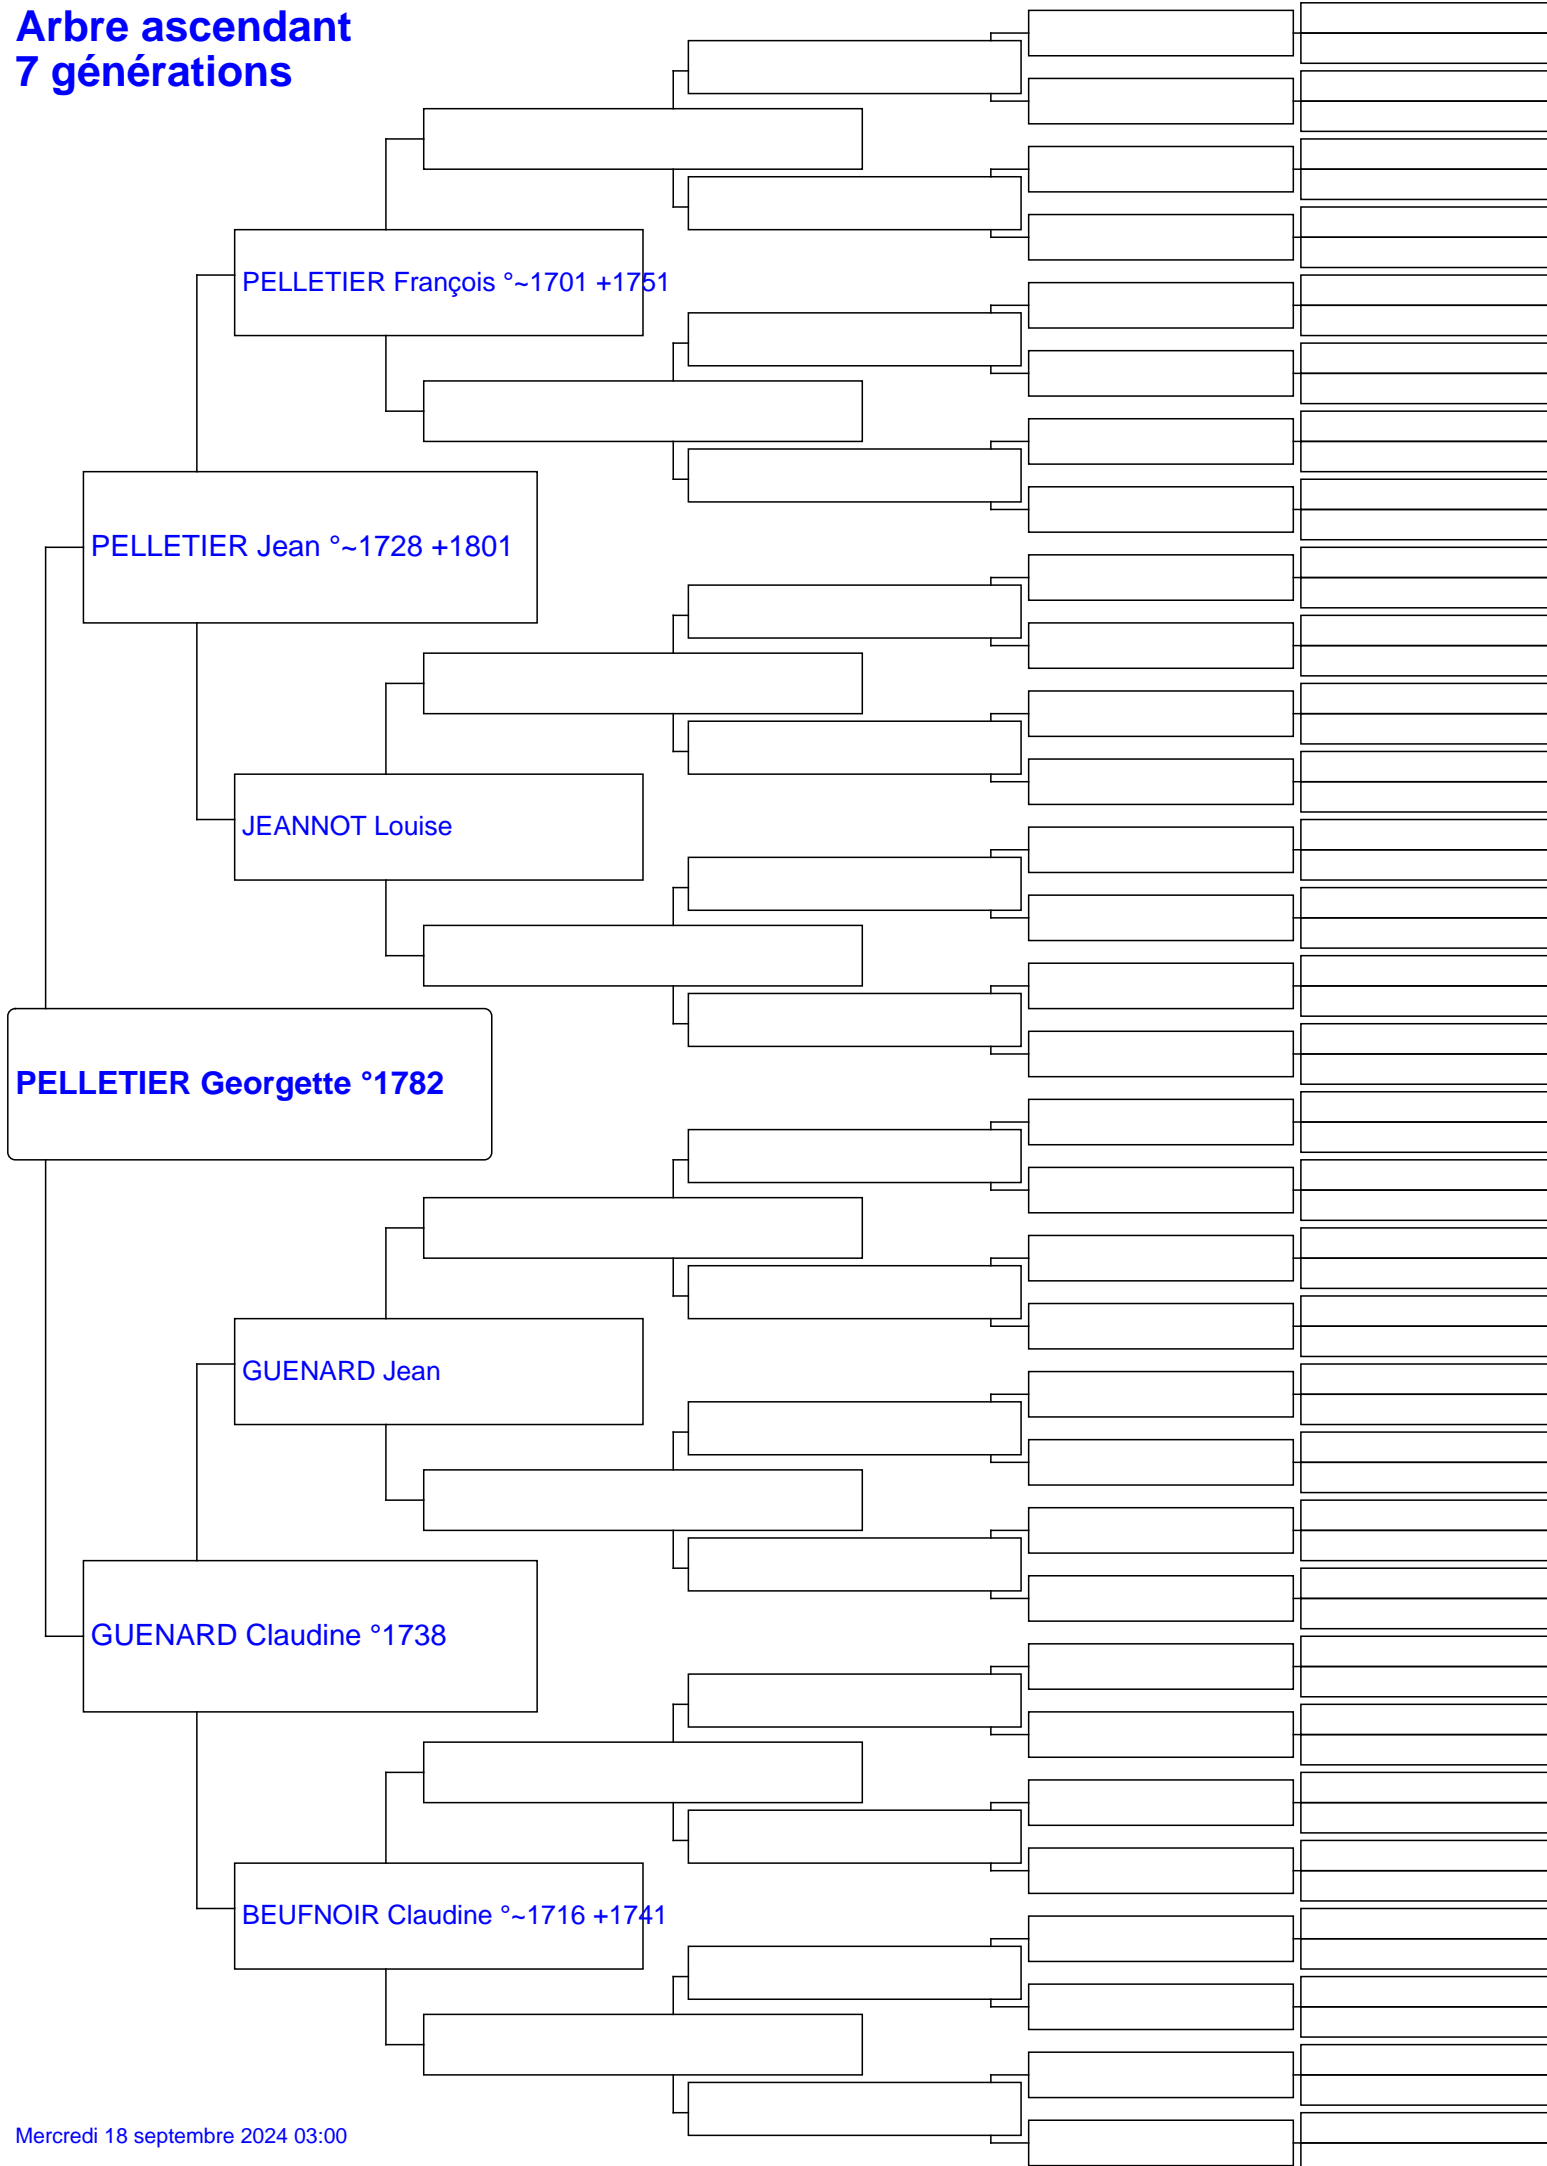 Arbre ascendant
7 générations
PELLETIER François °~1701 +1751
PELLETIER Jean °~1728 +1801
JEANNOT Louise
PELLETIER Georgette °1782
GUENARD Jean
GUENARD Claudine °1738
BEUFNOIR Claudine °~1716 +1741
Mercredi 18 septembre 2024 03:00